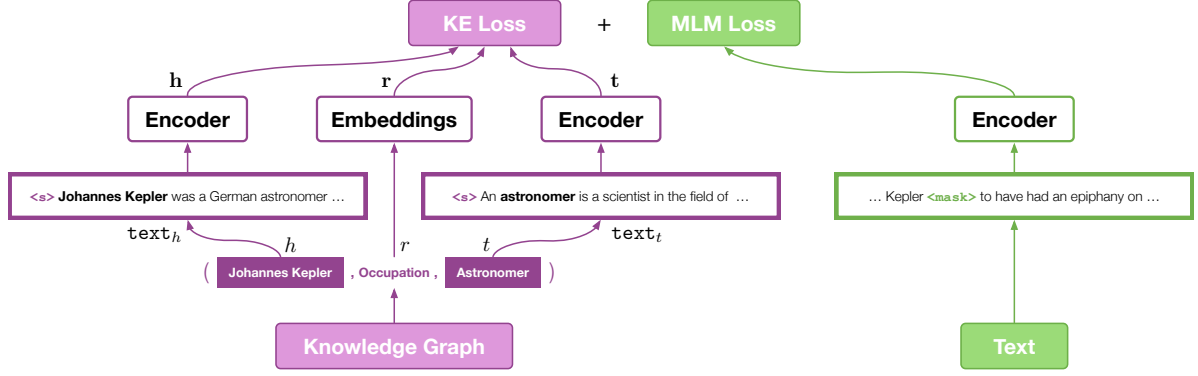 KE Loss + MLM Loss
h r t
Encoder Embeddings Encoder Encoder
<s> Johannes Kepler was a German astronomer ...
<s> An astronomer is a scientist in the field of ...
... Kepler <mask> to have had an epiphany on ...
text_h h r t text_t
( Johannes Kepler , Occupation , Astronomer )
Knowledge Graph Text